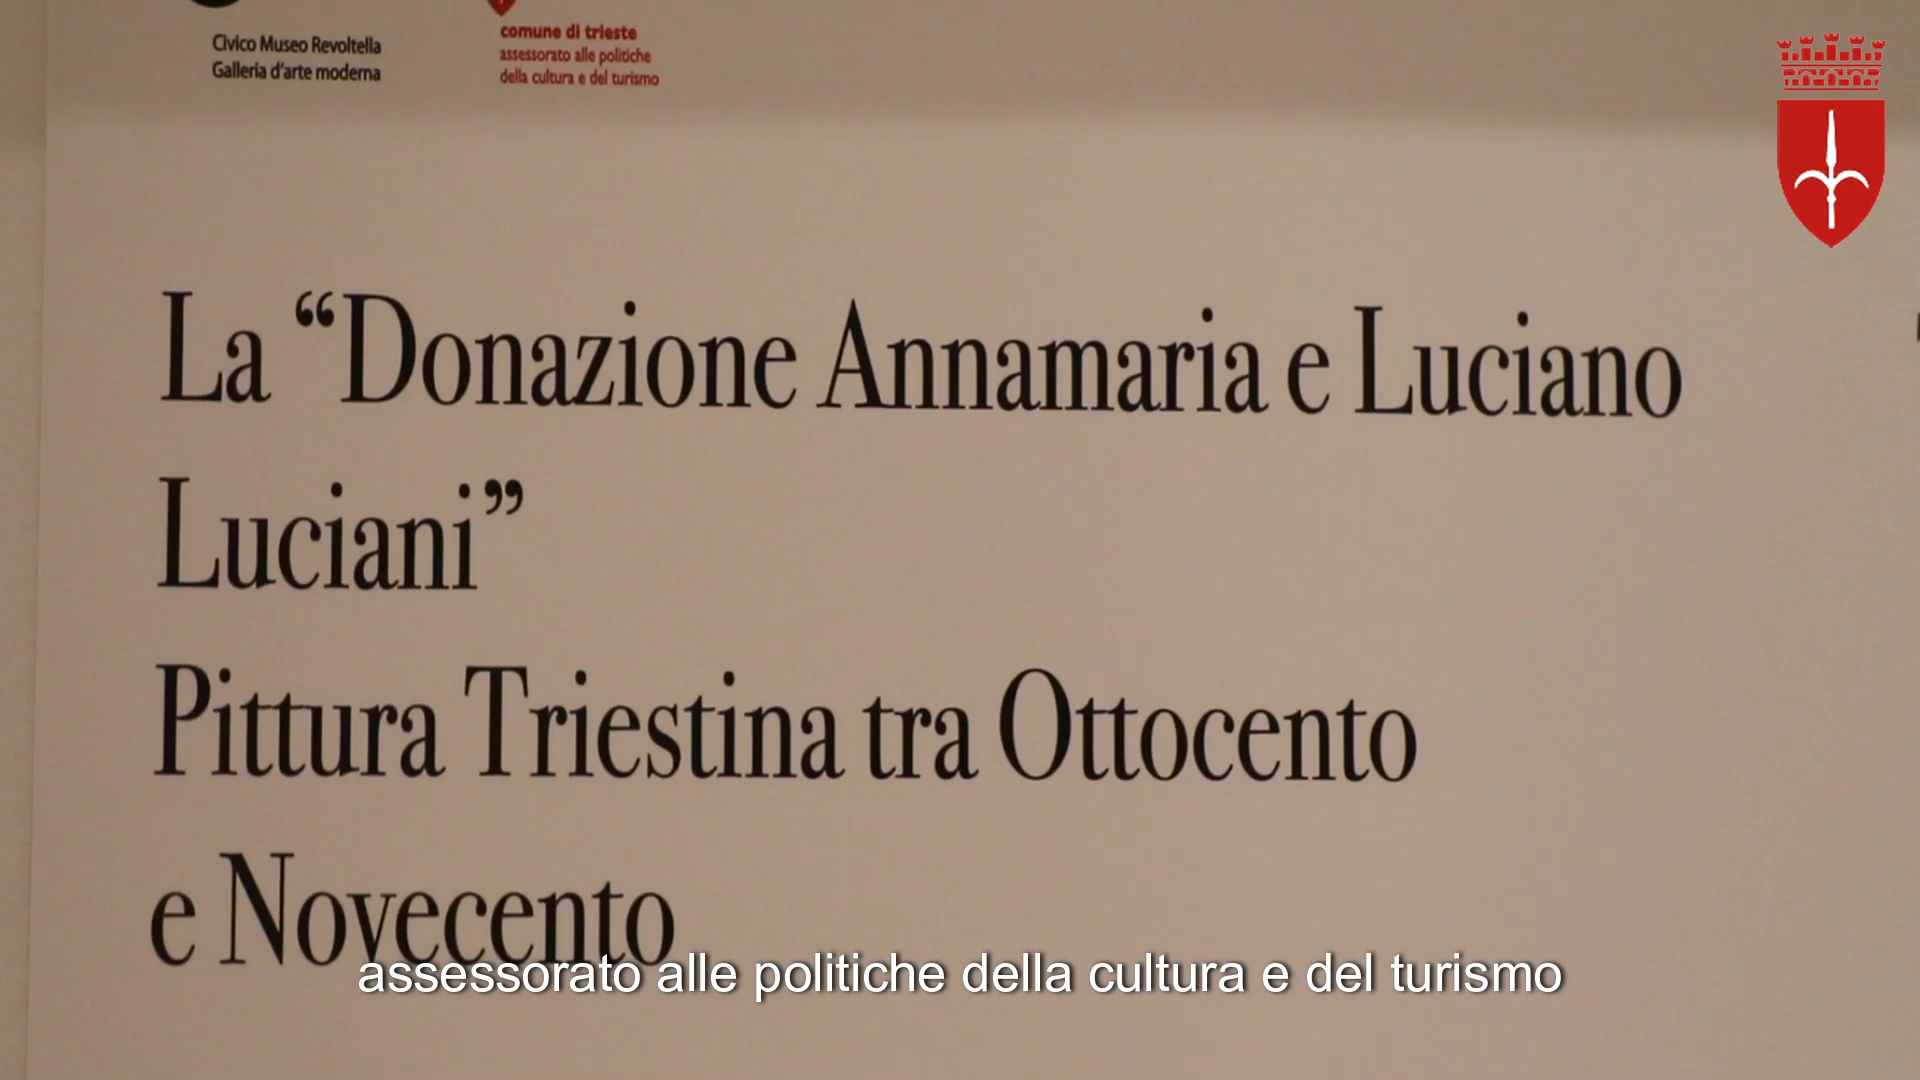 Civico Museo Revoltella
Galleria d'arte moderna
comune di trieste
assessorato alle politiche
della cultura e del turismo
La “Donazione Annamaria e Luciano
Luciani”
Pittura Triestina tra Ottocento
e Novecento
assessorato alle politiche della cultura e del turismo